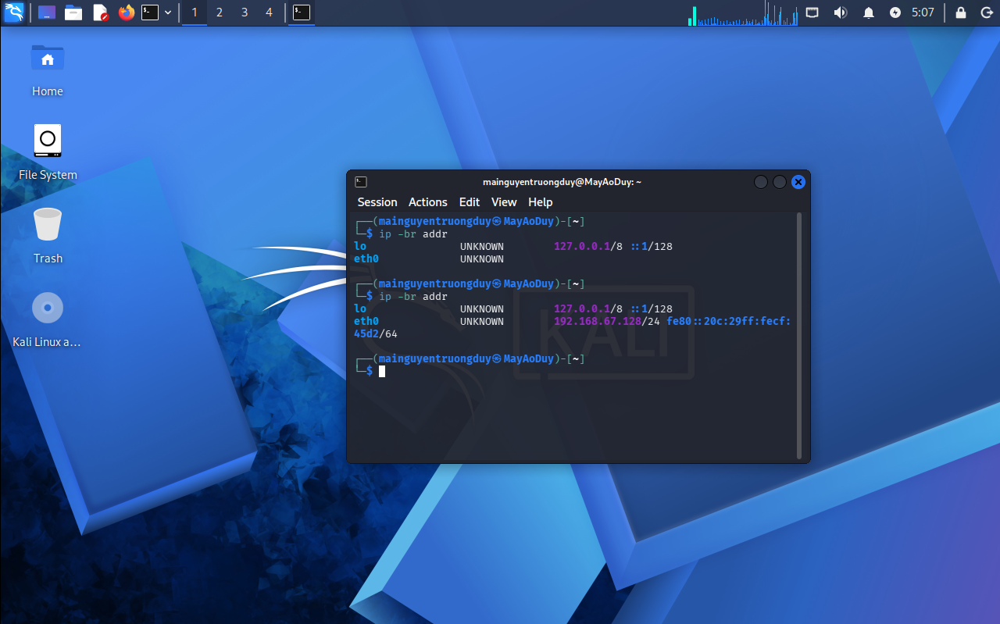 1 2 3 4 5:07
Home
File System
Trash
Kali Linux a...
mainguyentruongduy@MayAoDuy: ~
Session Actions Edit View Help
┌──(mainguyentruongduy㉿MayAoDuy)-[~]
└─$ ip -br addr
lo UNKNOWN 127.0.0.1/8 ::1/128
eth0 UNKNOWN
┌──(mainguyentruongduy㉿MayAoDuy)-[~]
└─$ ip -br addr
lo UNKNOWN 127.0.0.1/8 ::1/128
eth0 UNKNOWN 192.168.67.128/24 fe80::20c:29ff:fecf:
45d2/64
┌──(mainguyentruongduy㉿MayAoDuy)-[~]
└─$
KALI